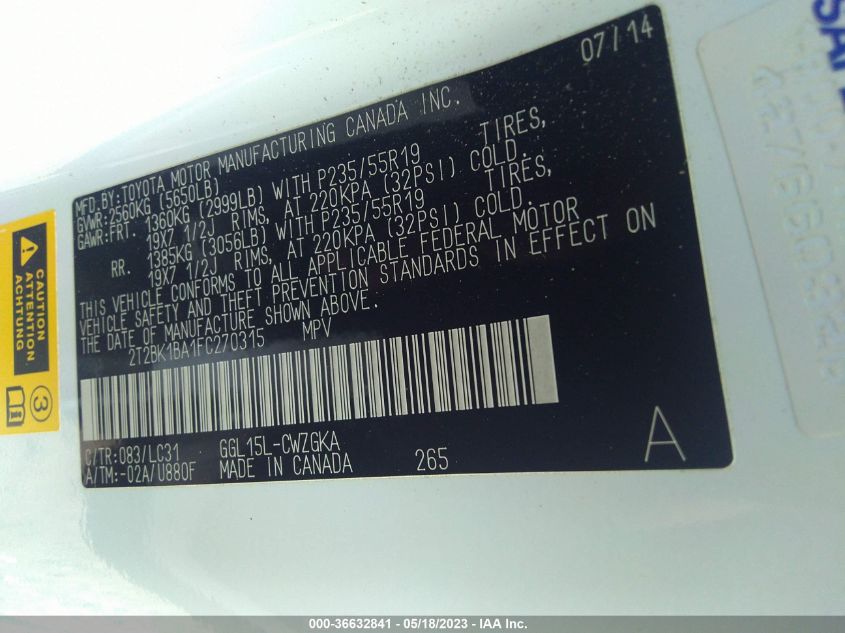 07/14
MFD.BY:TOYOTA MOTOR MANUFACTURING CANADA INC.
GVWR:2560KG (5650LB)
GAWR:FRT. 1360KG (2999LB) WITH P235/55R19 TIRES,
19X7 1/2J RIMS, AT 220KPA (32PSI) COLD.
RR. 1385KG (3056LB) WITH P235/55R19 TIRES,
19X7 1/2J RIMS, AT 220KPA (32PSI) COLD.
THIS VEHICLE CONFORMS TO ALL APPLICABLE FEDERAL MOTOR
VEHICLE SAFETY AND THEFT PREVENTION STANDARDS IN EFFECT ON
THE DATE OF MANUFACTURE SHOWN ABOVE.
2T2BK1BA1FC270315 MPV
C/TR:083/LC31 GGL15L-CWZGKA
A/TM:-02A/U880F MADE IN CANADA 265
A
CAUTION
ATTENTION
AVERTISSEMENT
3
000-36632841 - 05/18/2023 - IAA Inc.